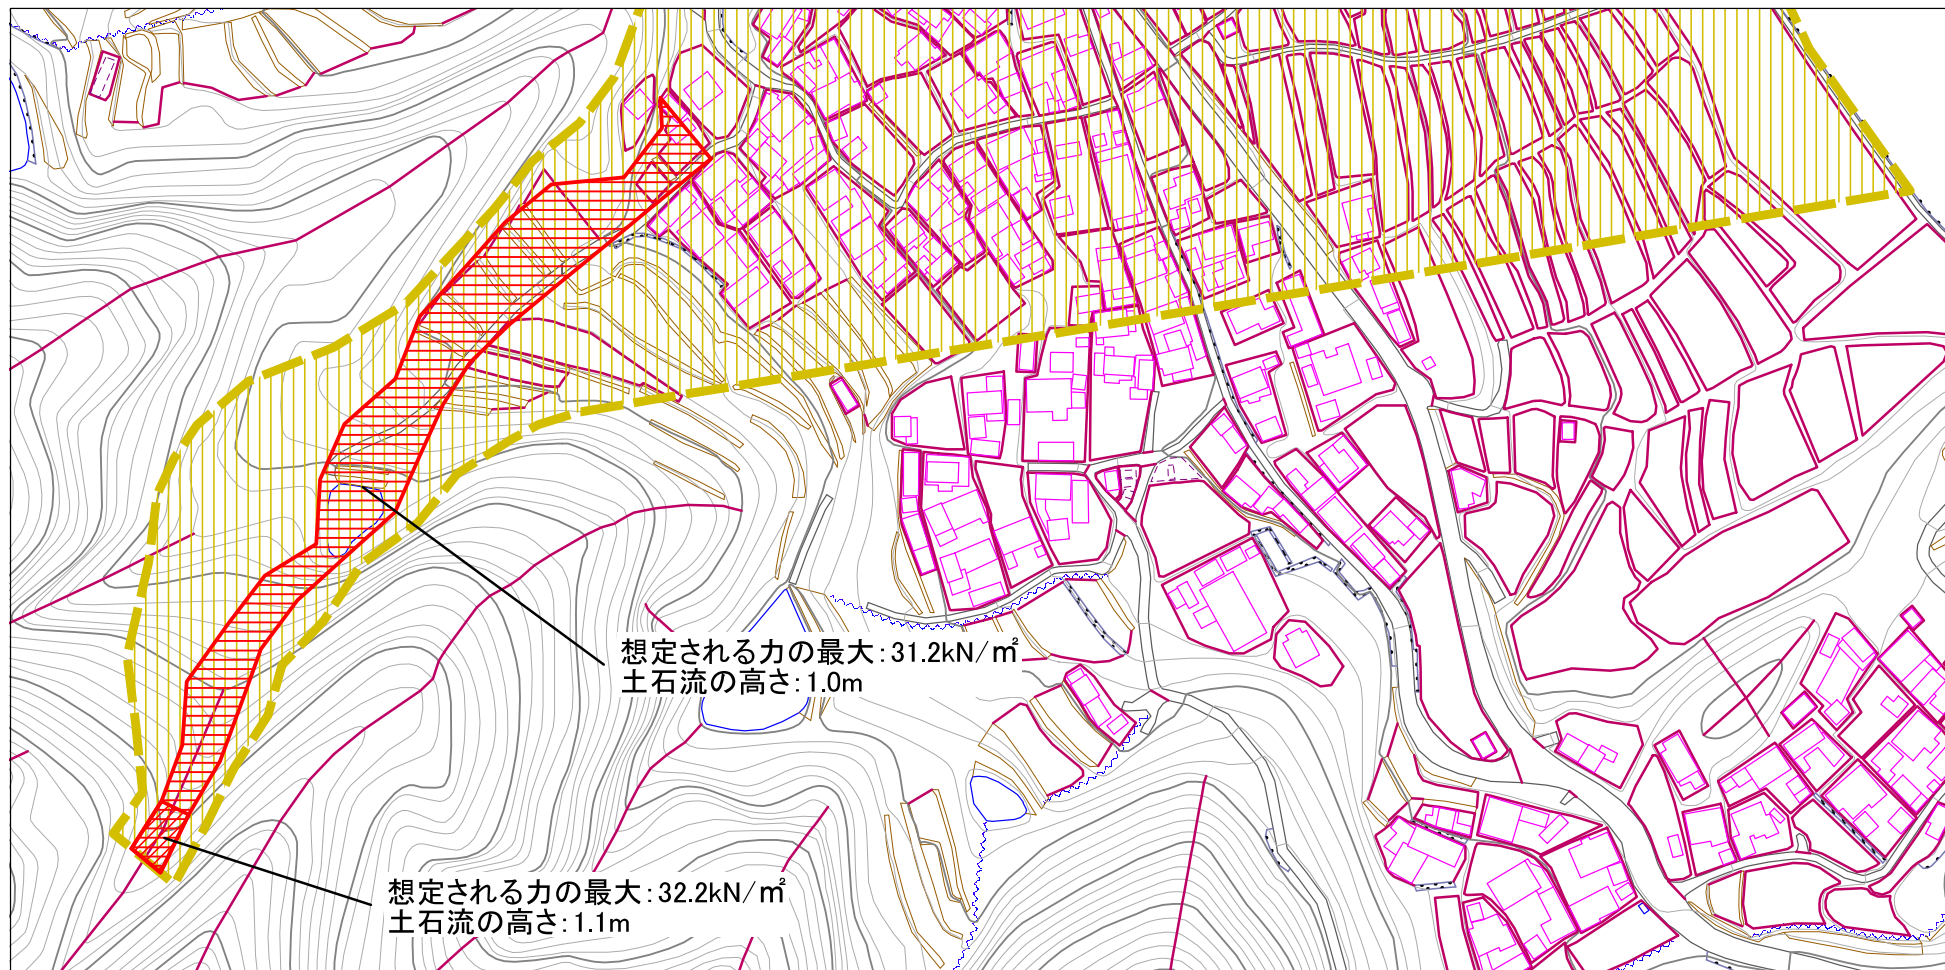 想定される力の最大:31.2kN/㎡
土石流の高さ:1.0m
想定される力の最大:32.2kN/㎡
土石流の高さ:1.1m